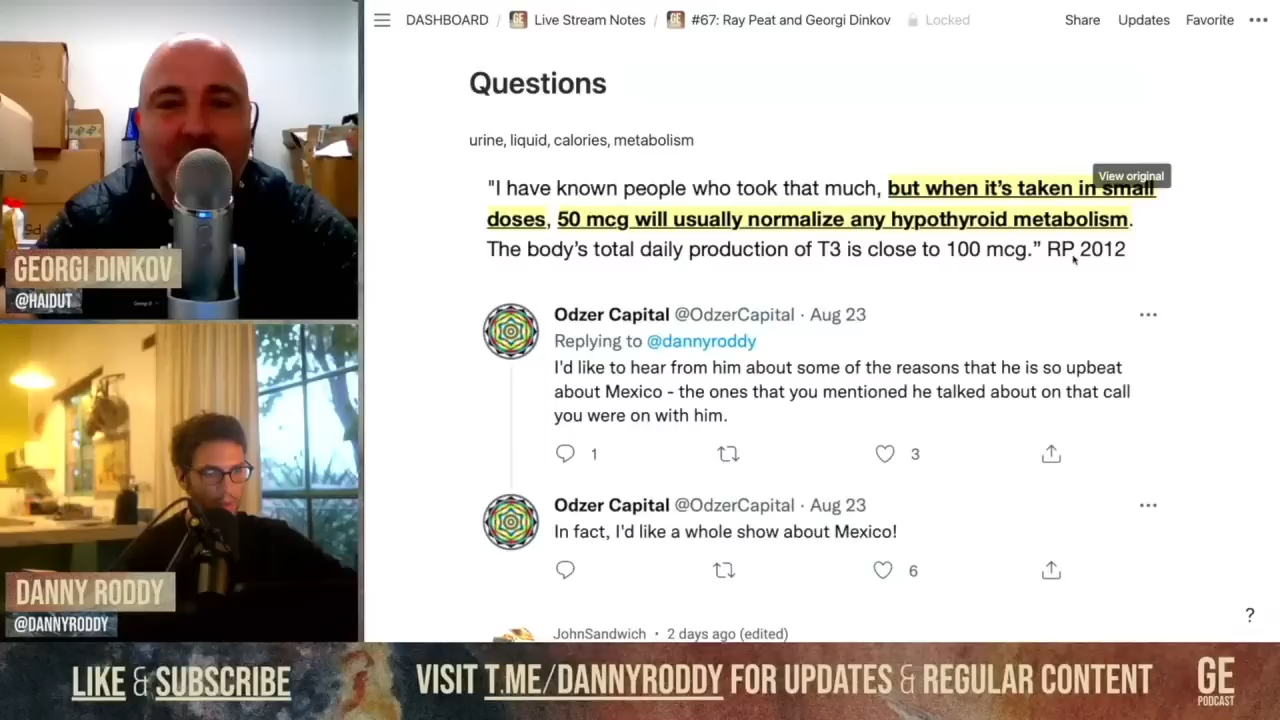 DASHBOARD / Live Stream Notes / #67: Ray Peat and Georgi Dinkov Locked Share Updates Favorite
Questions
urine, liquid, calories, metabolism
View original
"I have known people who took that much, but when it’s taken in small
doses, 50 mcg will usually normalize any hypothyroid metabolism.
The body’s total daily production of T3 is close to 100 mcg.” RP 2012
GEORGI DINKOV
@HAIDUT
Odzer Capital @OdzerCapital · Aug 23
Replying to @dannyroddy
I'd like to hear from him about some of the reasons that he is so upbeat
about Mexico - the ones that you mentioned he talked about on that call
you were on with him.
1 3
Odzer Capital @OdzerCapital · Aug 23
In fact, I'd like a whole show about Mexico!
6
DANNY RODDY
@DANNYRODDY
?
JohnSandwich • 2 days ago (edited)
LIKE & SUBSCRIBE
VISIT T.ME/DANNYRODDY FOR UPDATES & REGULAR CONTENT
GE
PODCAST